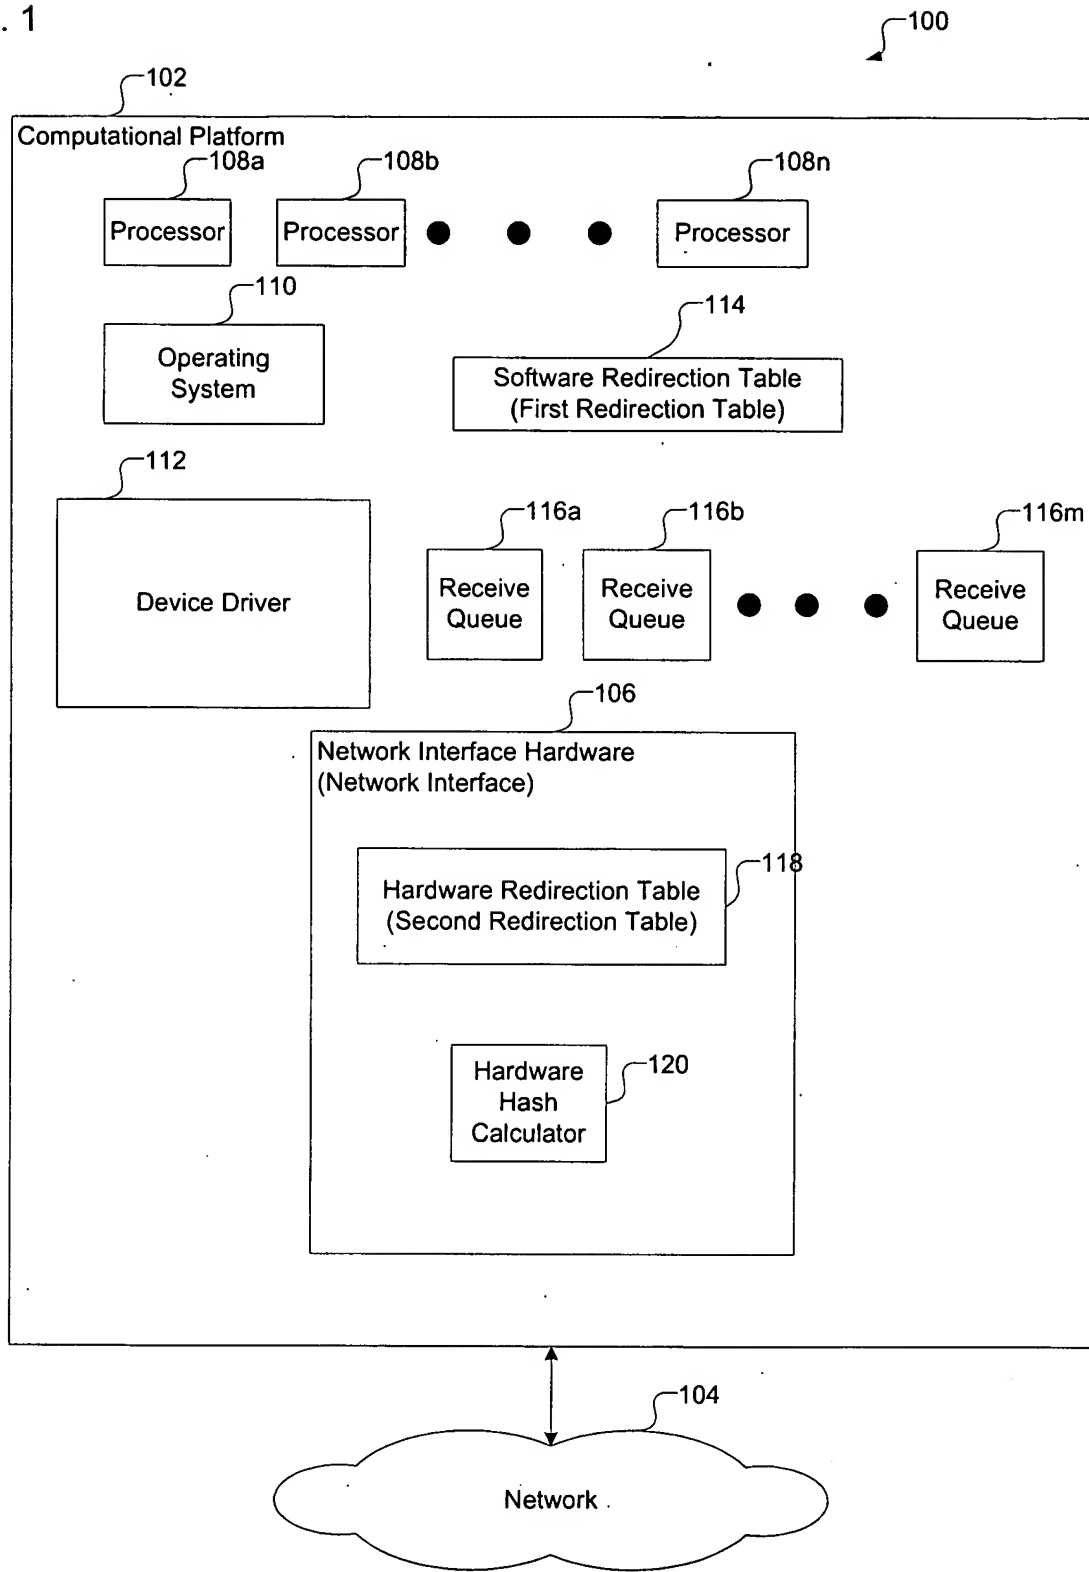 . 1
100
102
Computational Platform
108a
108b
108n
Processor
Processor
Processor
110
114
Operating
System
Software Redirection Table
(First Redirection Table)
112
116a
116b
116m
Device Driver
Receive
Queue
Receive
Queue
Receive
Queue
106
Network Interface Hardware
(Network Interface)
118
Hardware Redirection Table
(Second Redirection Table)
120
Hardware
Hash
Calculator
104
Network